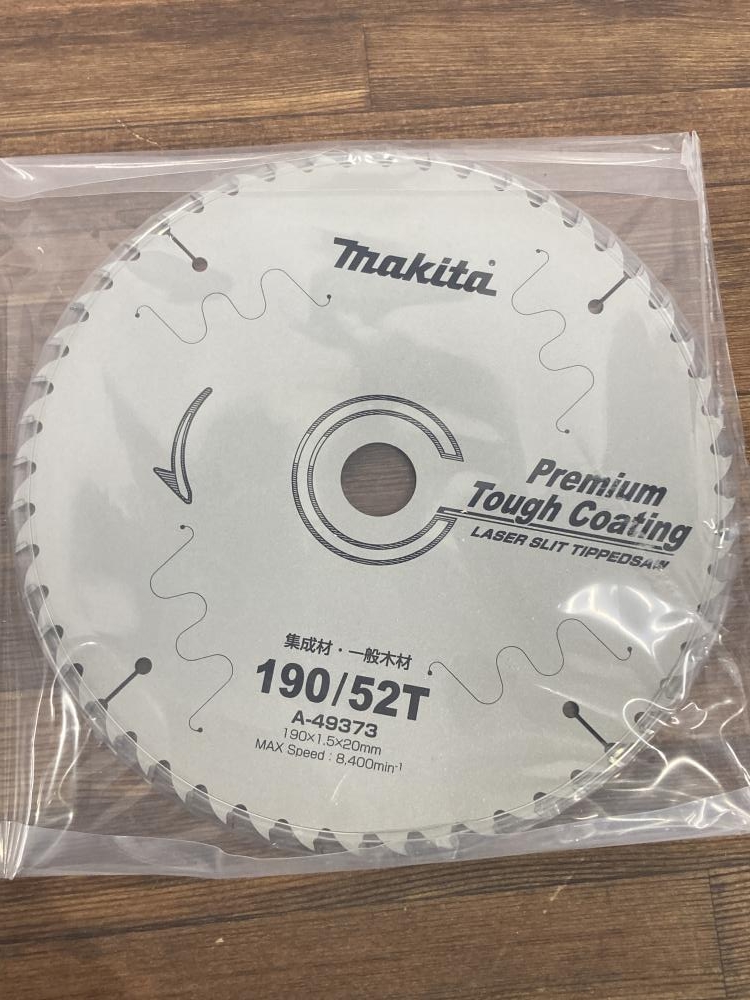 makita®
Premium
Tough Coating
LASER SLIT TIPPEDSAW
集成材・一般木材
190/52T
A-49373
190×1.5×20mm
MAX Speed : 8,400min-1